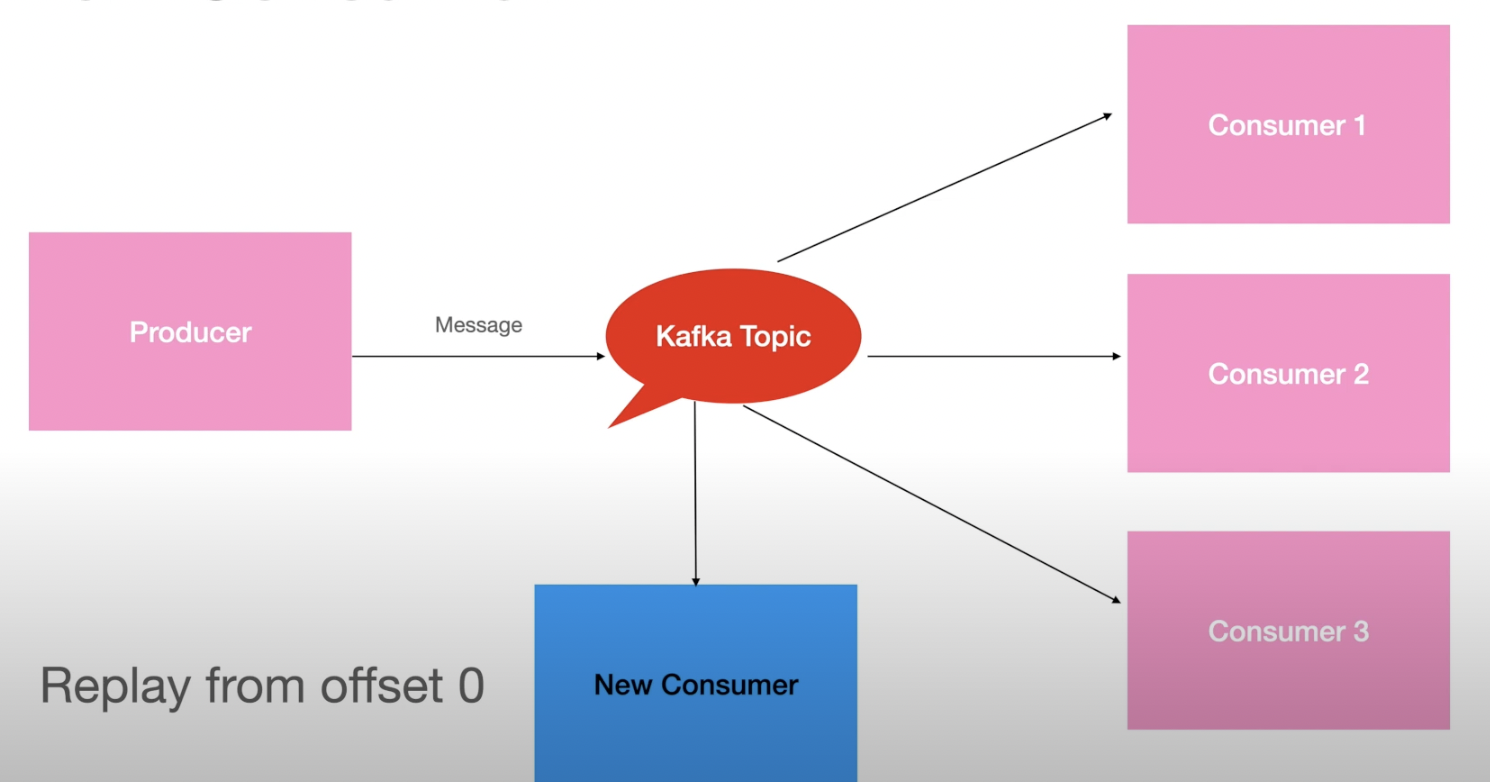 Consumer 1
Producer
Message
Kafka Topic
Consumer 2
Consumer 3
Replay from offset 0
New Consumer